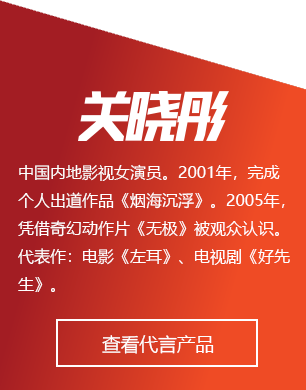 关晓彤
中国内地影视女演员。2001年，完成
个人出道作品《烟海沉浮》。2005年，
凭借奇幻动作片《无极》被观众认识。
代表作：电影《左耳》、电视剧《好先
生》。
查看代言产品